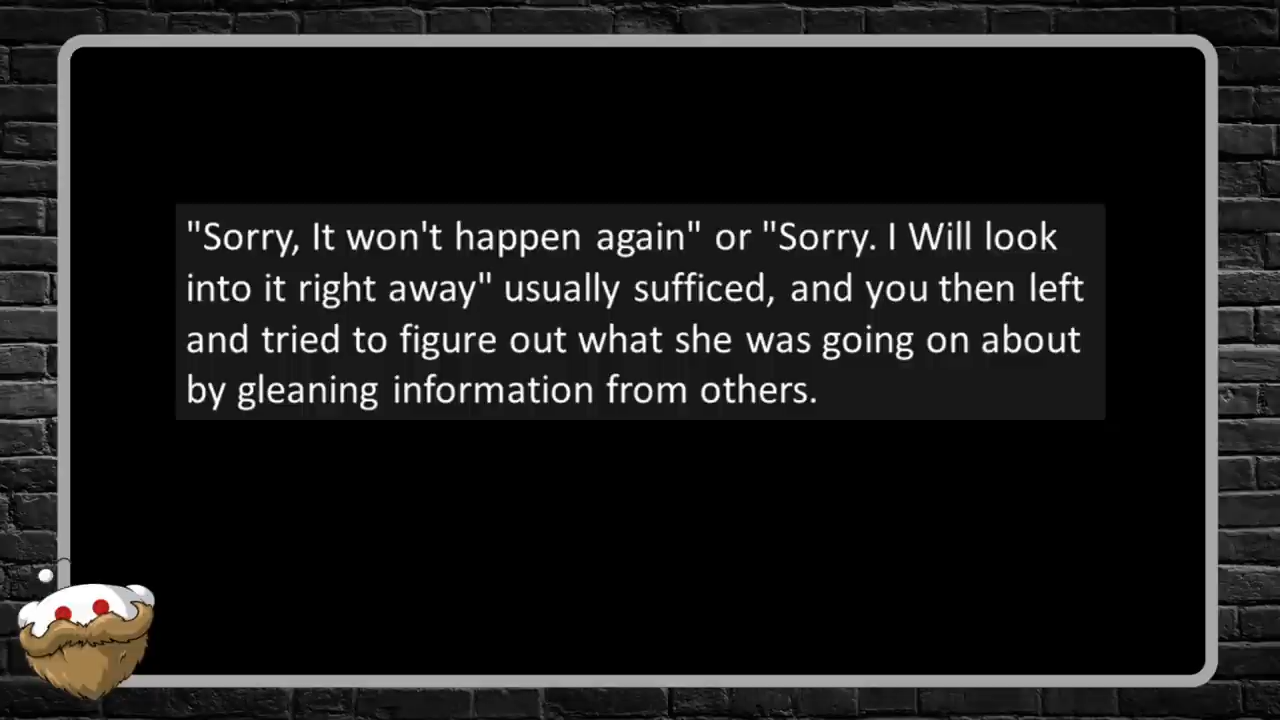 "Sorry, It won't happen again" or "Sorry. I Will look
into it right away" usually sufficed, and you then left
and tried to figure out what she was going on about
by gleaning information from others.